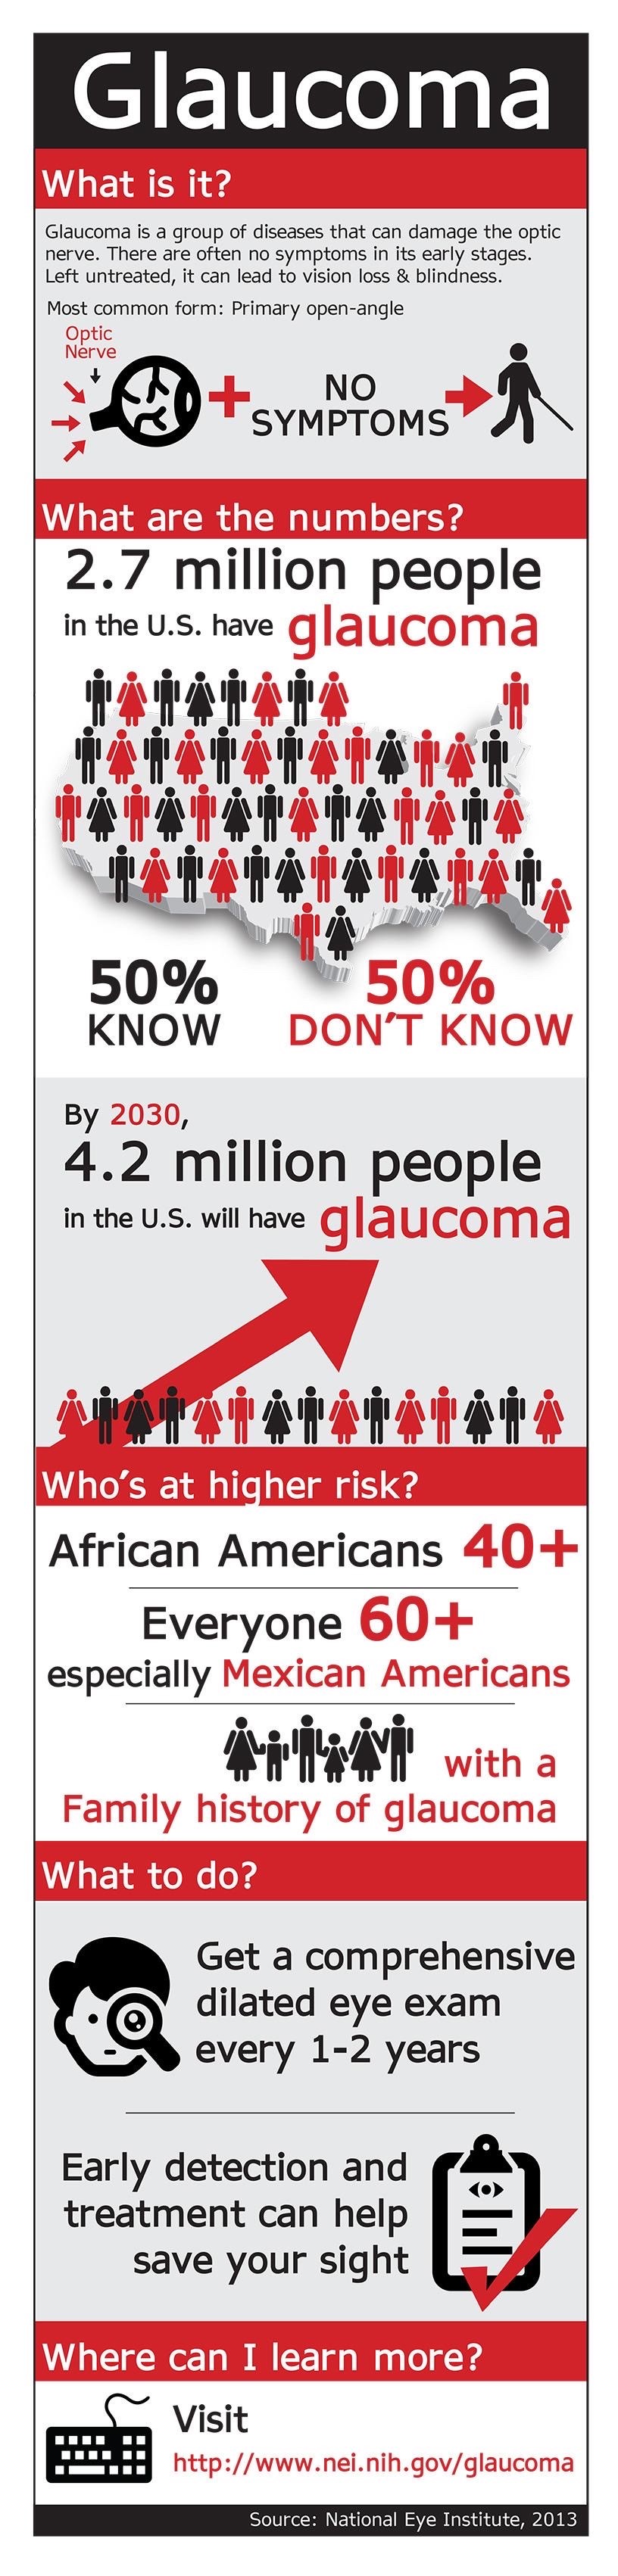 Glaucoma
What is it?
Glaucoma is a group of diseases that can damage the optic
nerve. There are often no symptoms in its early stages.
Left untreated, it can lead to vision loss & blindness.
Most common form: Primary open-angle
Optic
Nerve
NO
SYMPTOMS
What are the numbers?
2.7 million people
in the U.S. have glaucoma
50%
KNOW
50%
DON'T KNOW
By 2030,
4.2 million people
in the U.S. will have glaucoma
Who's at higher risk?
African Americans 40+
Everyone 60+
especially Mexican Americans
with a
Family history of glaucoma
What to do?
Get a comprehensive
dilated eye exam
every 1-2 years
Early detection and
treatment can help
save your sight
Where can I learn more?
Visit
http://www.nei.nih.gov/glaucoma
Source: National Eye Institute, 2013